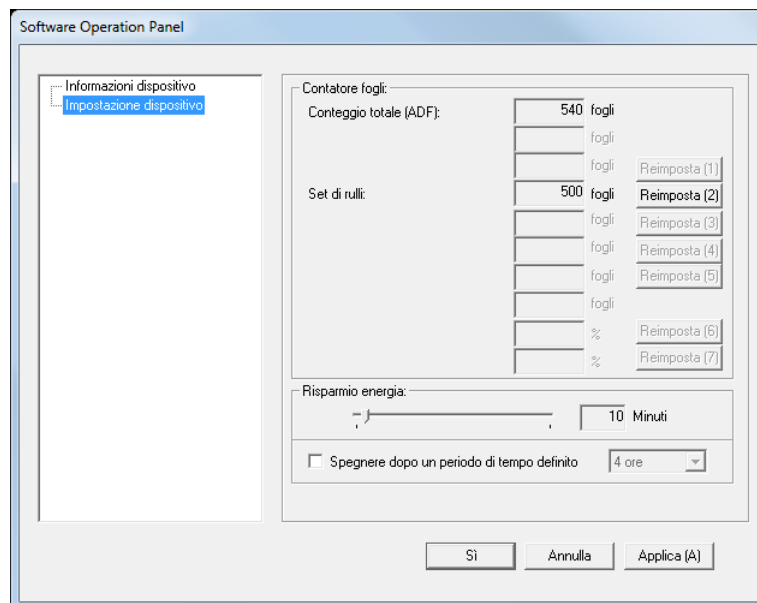 Software Operation Panel
Informazioni dispositivo
Impostazione dispositivo
Contatore fogli:
Conteggio totale (ADF): 540 fogli
fogli
fogli Reimposta (1)
Set di rulli: 500 fogli Reimposta (2)
fogli Reimposta (3)
fogli Reimposta (4)
fogli Reimposta (5)
fogli
% Reimposta (6)
% Reimposta (7)
Risparmio energia:
10 Minuti
Spegnere dopo un periodo di tempo definito 4 ore
Sì Annulla Applica (A)